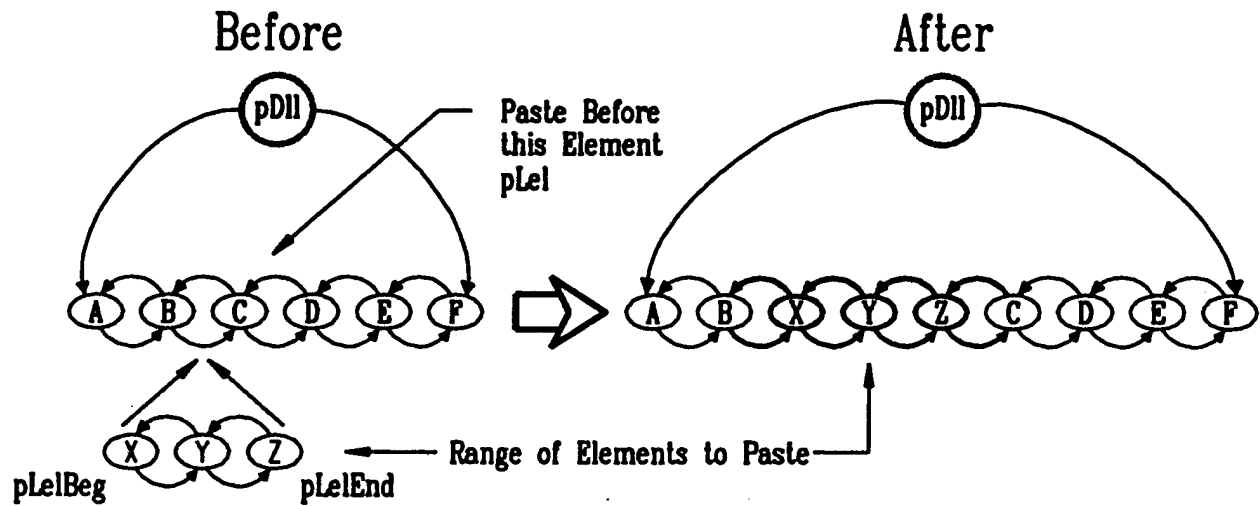 Before
After
pDll
pDll
Paste Before
this Element
pLel
A B C D E F
A B X Y Z C D E F
X Y Z
Range of Elements to Paste
pLelBeg
pLelEnd